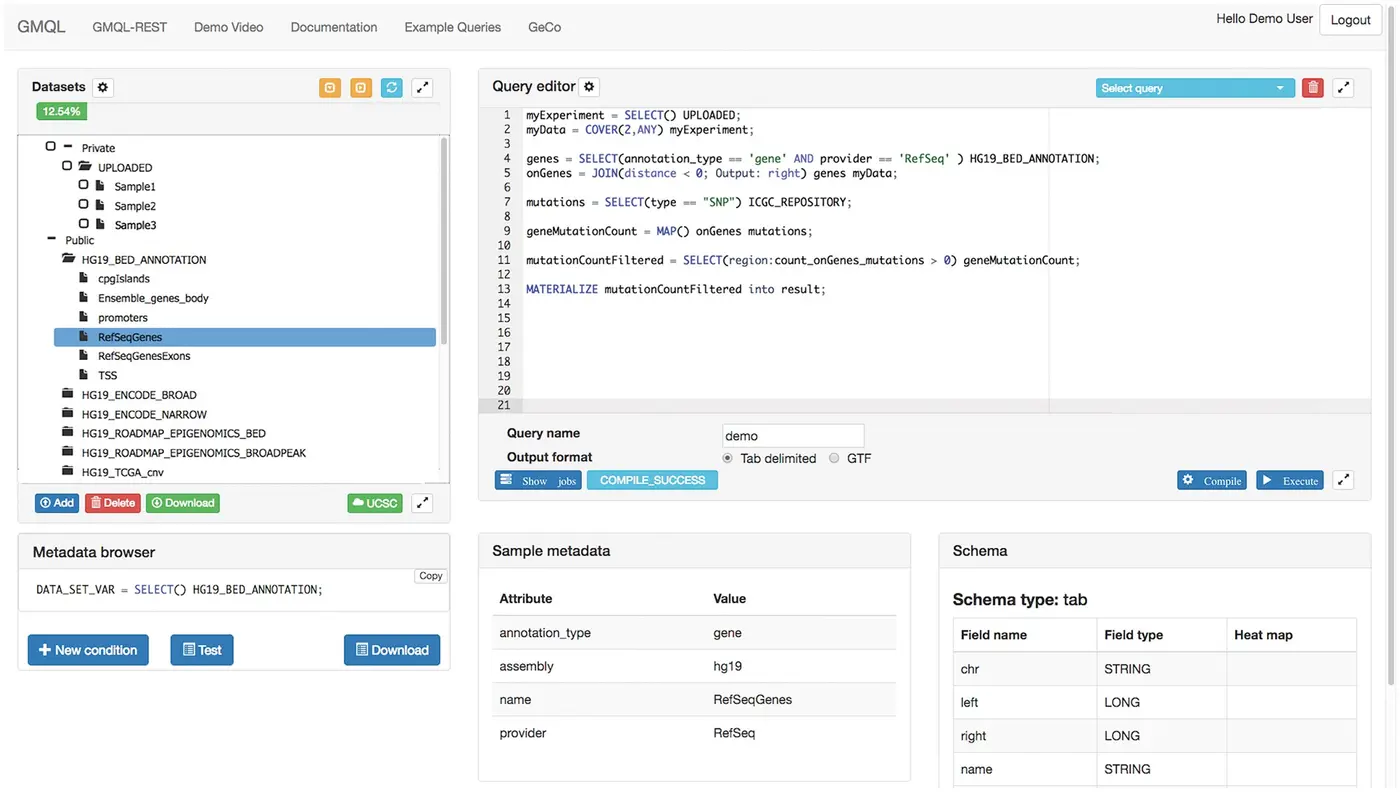 GMQL GMQL-REST Demo Video Documentation Example Queries GeCo Hello Demo User Logout
Datasets
12.54%
Private
UPLOADED
Sample1
Sample2
Sample3
Public
HG19_BED_ANNOTATION
cpgIslands
Ensemble_genes_body
promoters
RefSeqGenes
RefSeqGenesExons
TSS
HG19_ENCODE_BROAD
HG19_ENCODE_NARROW
HG19_ROADMAP_EPIGENOMICS_BED
HG19_ROADMAP_EPIGENOMICS_BROADPEAK
HG19_TCGA_cnv
Add Delete Download UCSC
Query editor Select query
1 myExperiment = SELECT() UPLOADED;
2 myData = COVER(2,ANY) myExperiment;
3
4 genes = SELECT(annotation_type == 'gene' AND provider == 'RefSeq' ) HG19_BED_ANNOTATION;
5 onGenes = JOIN(distance < 0; Output: right) genes myData;
6
7 mutations = SELECT(type == "SNP") ICGC_REPOSITORY;
8
9 geneMutationCount = MAP() onGenes mutations;
10
11 mutationCountFiltered = SELECT(region:count_onGenes_mutations > 0) geneMutationCount;
12
13 MATERIALIZE mutationCountFiltered into result;
14
15
16
17
18
19
20
21
Query name demo
Output format Tab delimited GTF
Show jobs COMPILE_SUCCESS Compile Execute
Metadata browser
Copy
DATA_SET_VAR = SELECT() HG19_BED_ANNOTATION;
New condition Test Download
Sample metadata
Attribute Value
annotation_type gene
assembly hg19
name RefSeqGenes
provider RefSeq
Schema
Schema type: tab
Field name Field type Heat map
chr STRING
left LONG
right LONG
name STRING